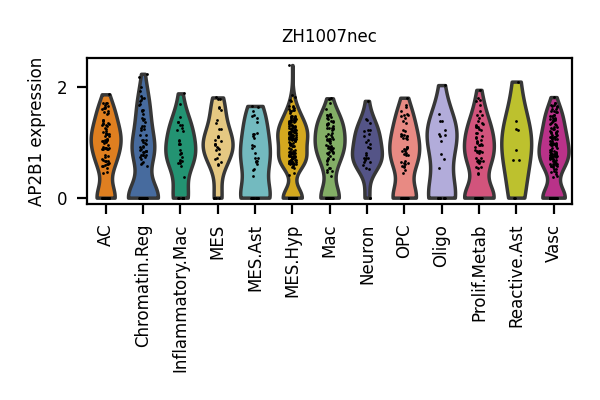 ZH1007nec
AP2B1 expression
2
0
AC
Chromatin.Reg
Inflammatory.Mac
MES
MES.Ast
MES.Hyp
Mac
Neuron
OPC
Oligo
Prolif.Metab
Reactive.Ast
Vasc